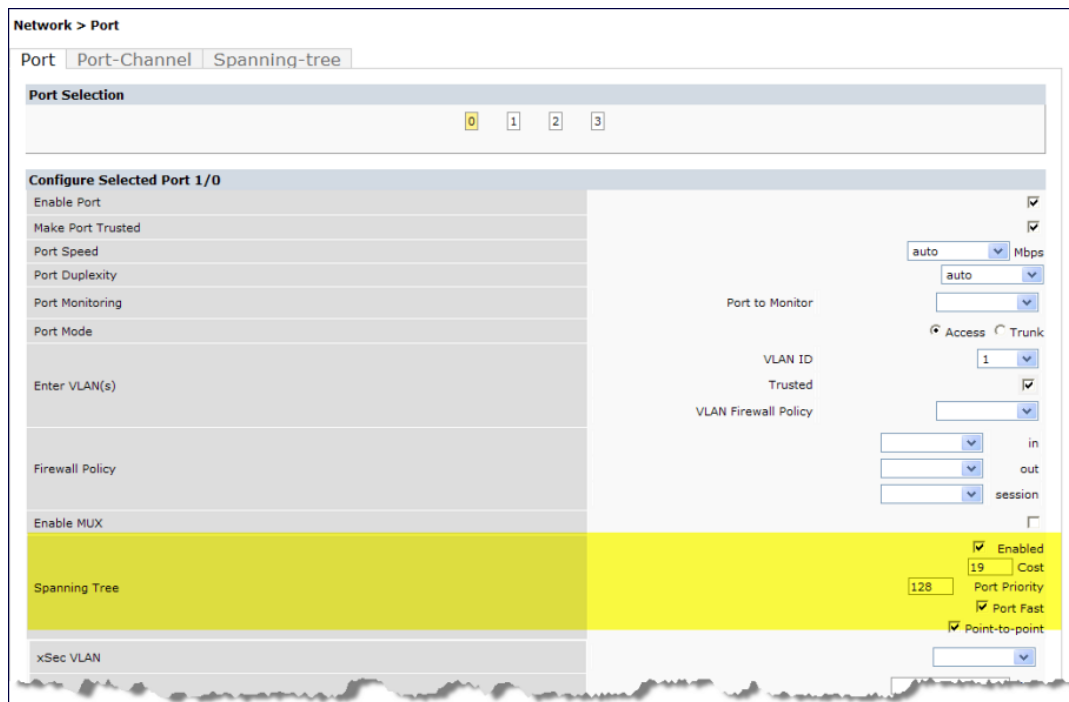 Network > Port
Port Port-Channel Spanning-tree
Port Selection
0 1 2 3
Configure Selected Port 1/0
Enable Port
Make Port Trusted
Port Speed auto Mbps
Port Duplexity auto
Port Monitoring Port to Monitor
Port Mode Access Trunk
Enter VLAN(s)
VLAN ID 1
Trusted
VLAN Firewall Policy
Firewall Policy
in
out
session
Enable MUX
Spanning Tree
Enabled
19 Cost
128 Port Priority
Port Fast
Point-to-point
xSec VLAN